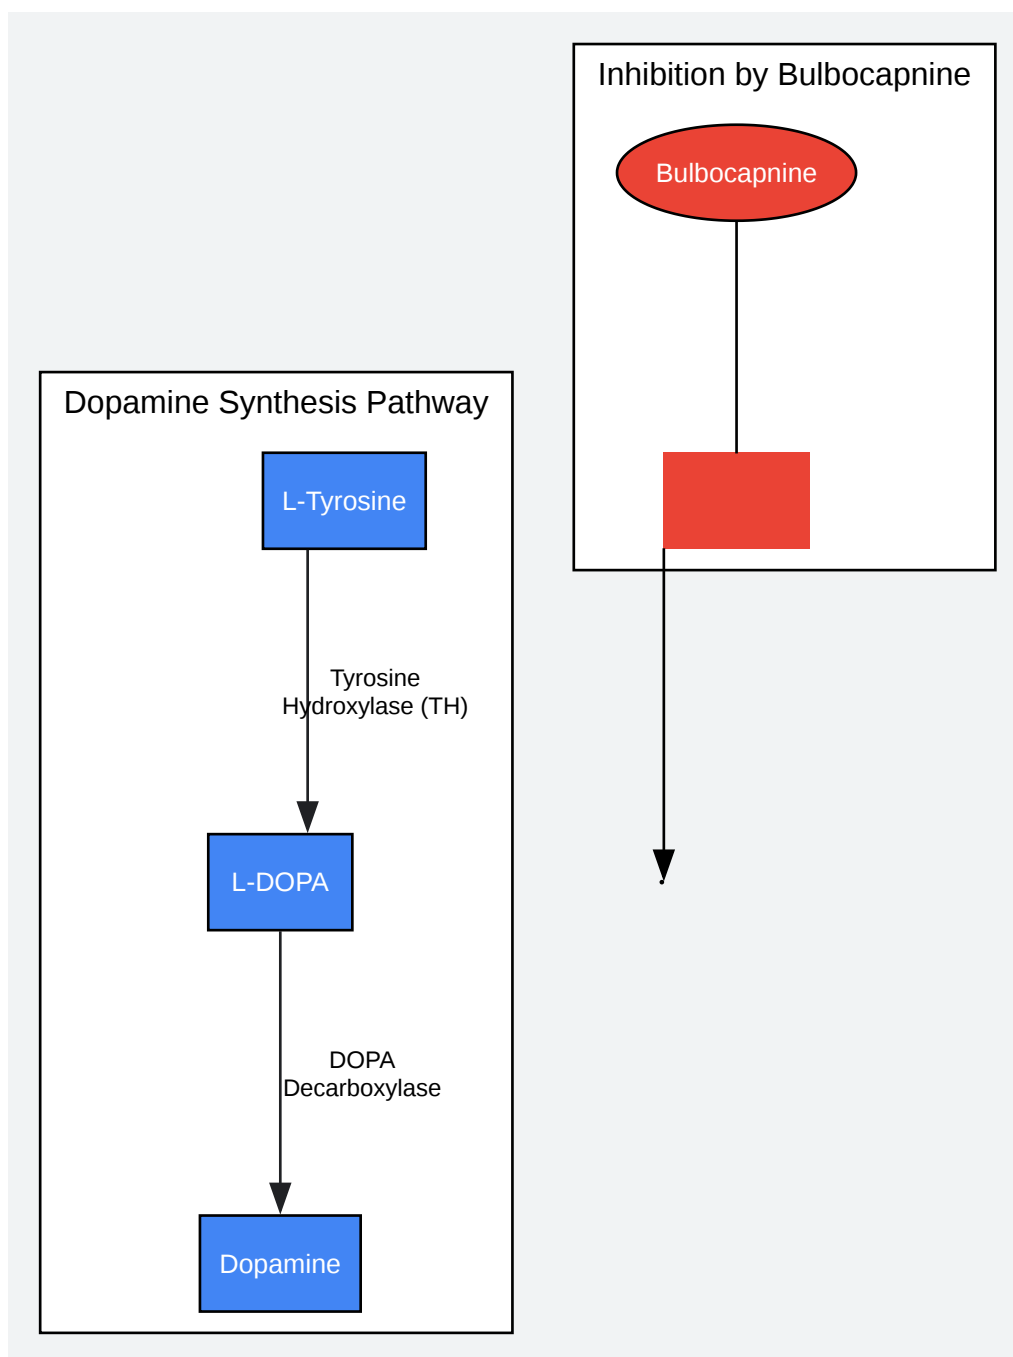 Inhibition by Bulbocapnine
Bulbocapnine
Dopamine Synthesis Pathway
L-Tyrosine
Tyrosine
Hydroxylase (TH)
L-DOPA
DOPA
Decarboxylase
Dopamine